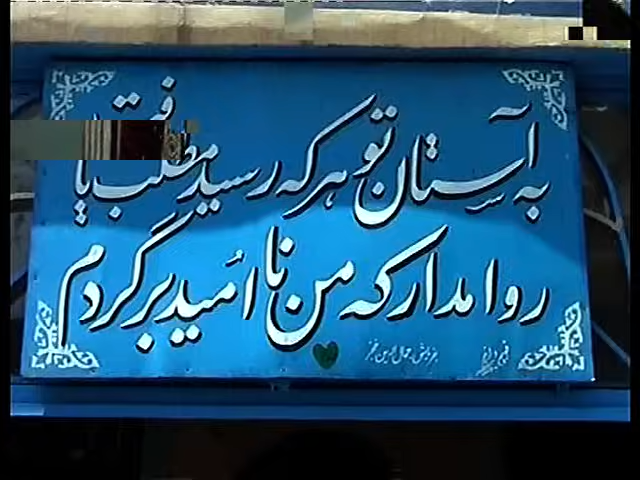 به آستان تو هر که رسید مطلب یافت
روا مدار که من نا اُمید برگردم